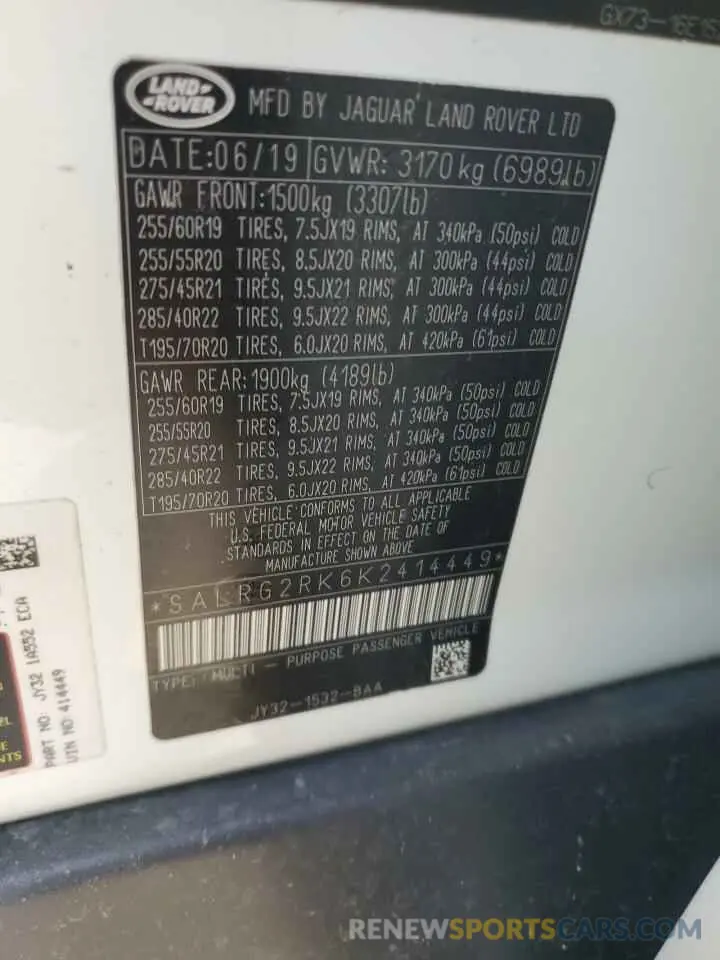 GX73-16E15
LAND-
-ROVER
MFD BY JAGUAR LAND ROVER LTD
DATE:06/19 GVWR: 3170 kg (6989lb)
GAWR FRONT:1500kg (3307lb)
255/60R19 TIRES, 7.5JX19 RIMS, AT 340kPa (50psi) COLD
255/55R20 TIRES, 8.5JX20 RIMS, AT 300kPa (44psi) COLD
275/45R21 TIRES, 9.5JX21 RIMS, AT 300kPa (44psi) COLD
285/40R22 TIRES, 9.5JX22 RIMS, AT 300kPa (44psi) COLD
T195/70R20 TIRES, 6.0JX20 RIMS, AT 420kPa (61psi) COLD
GAWR REAR:1900kg (4189lb)
255/60R19 TIRES, 7.5JX19 RIMS, AT 340kPa (50psi) COLD
255/55R20 TIRES, 8.5JX20 RIMS, AT 340kPa (50psi) COLD
275/45R21 TIRES, 9.5JX21 RIMS, AT 340kPa (50psi) COLD
285/40R22 TIRES, 9.5JX22 RIMS, AT 340kPa (50psi) COLD
T195/70R20 TIRES, 6.0JX20 RIMS, AT 420kPa (61psi) COLD
THIS VEHICLE CONFORMS TO ALL APPLICABLE
U.S. FEDERAL MOTOR VEHICLE SAFETY
STANDARDS IN EFFECT ON THE DATE OF
MANUFACTURE SHOWN ABOVE
*SALRG2RK6K2414449*
TYPE: MULTI - PURPOSE PASSENGER VEHICLE
JY32-1532-BAA
PART NO: JY32 1A552 ECA
VIN NO: 414449
RENEWSPORTSCARS.COM